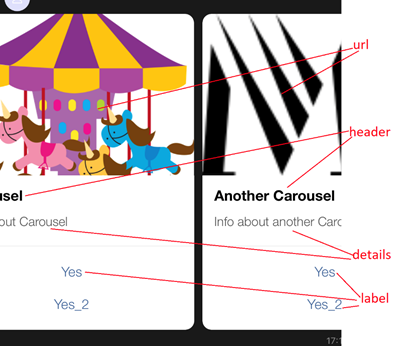 url
header
usel
Another Carousel
out Carousel
Info about another Carc
details
Yes
Yes
label
Yes_2
Yes_2
17:1